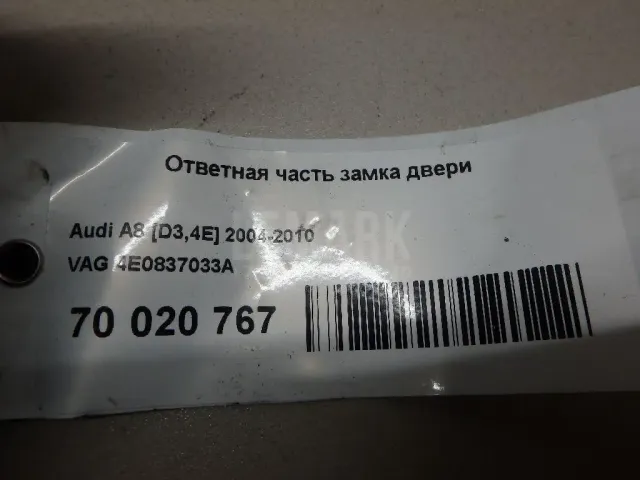 Ответная часть замка двери
Audi A8 [D3,4E] 2004-2010
VAG 4E0837033A
70 020 767